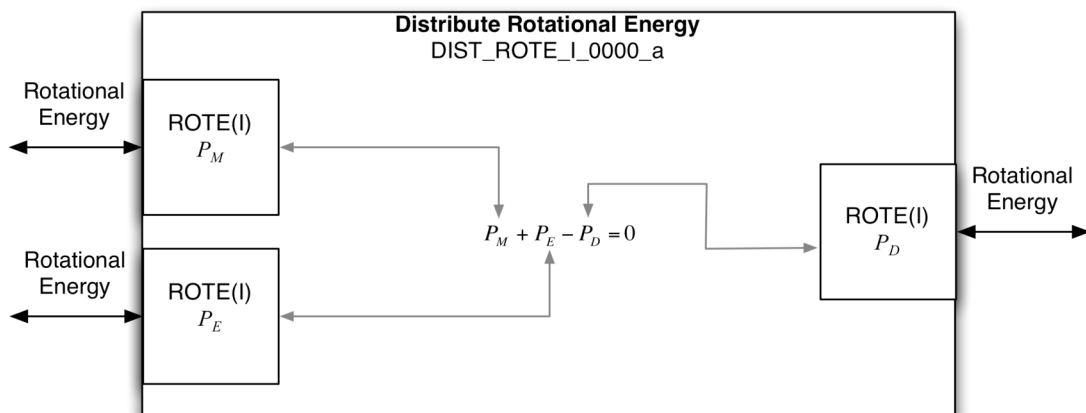 Distribute Rotational Energy
DIST_ROTE_I_0000_a
Rotational
Energy
ROTE(I)
P_M
Rotational
Energy
ROTE(I)
P_E
P_M + P_E − P_D = 0
ROTE(I)
P_D
Rotational
Energy